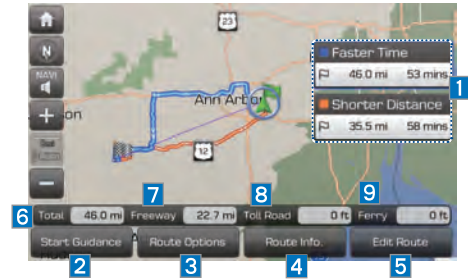 23
N
NAVI
Faster Time
46.0 mi 53 mins
1
Shorter Distance
35.5 mi 58 mins
Ann Arbor
12
7 8 9
6 Total 46.0 mi Freeway 22.7 mi Toll Road 0 ft Ferry 0 ft
Start Guidance Route Options Route Info. Edit Route
2 3 4 5